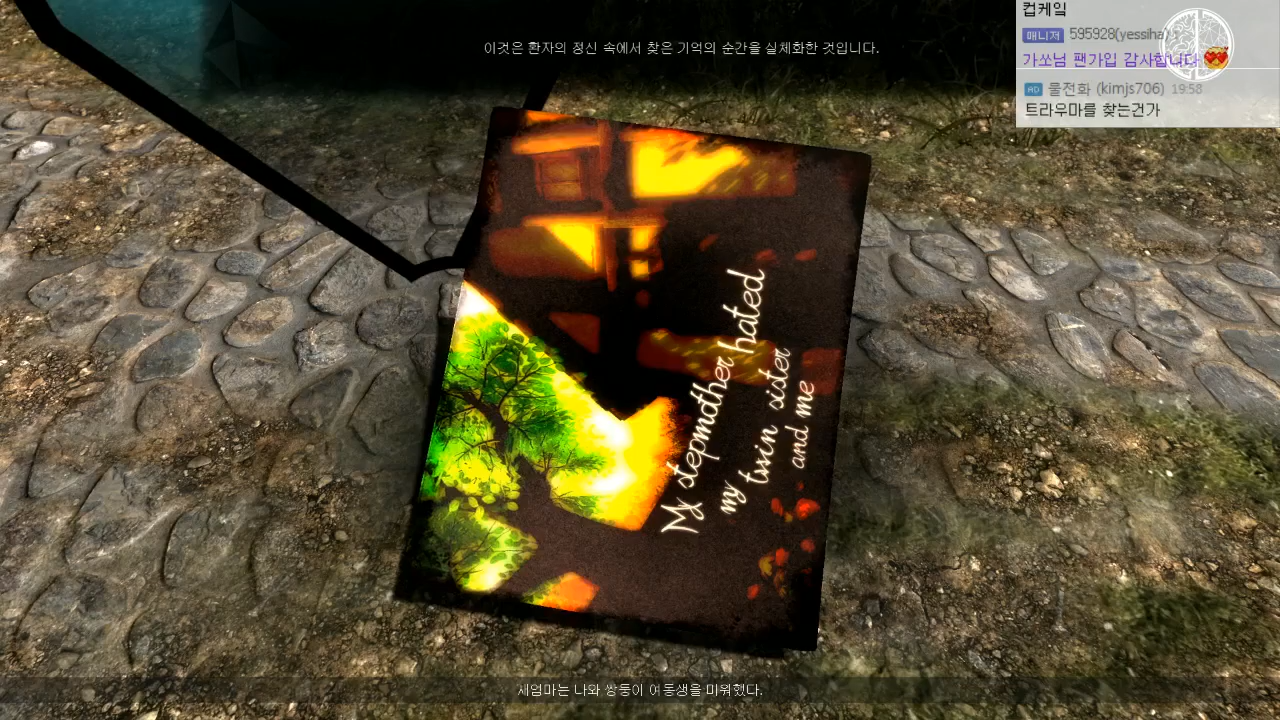 이것은 환자의 정신 속에서 찾은 기억의 순간을 실체화한 것입니다.
컵케잌
매니저 595928(yessiha)
가쏘님 팬가입 감사합니다
AD 물전화 (kimjs706) 19:58
트라우마를 찾는건가
My stepmother hated
my twin sister
and me
새엄마는 나와 쌍둥이 여동생을 미워했다.